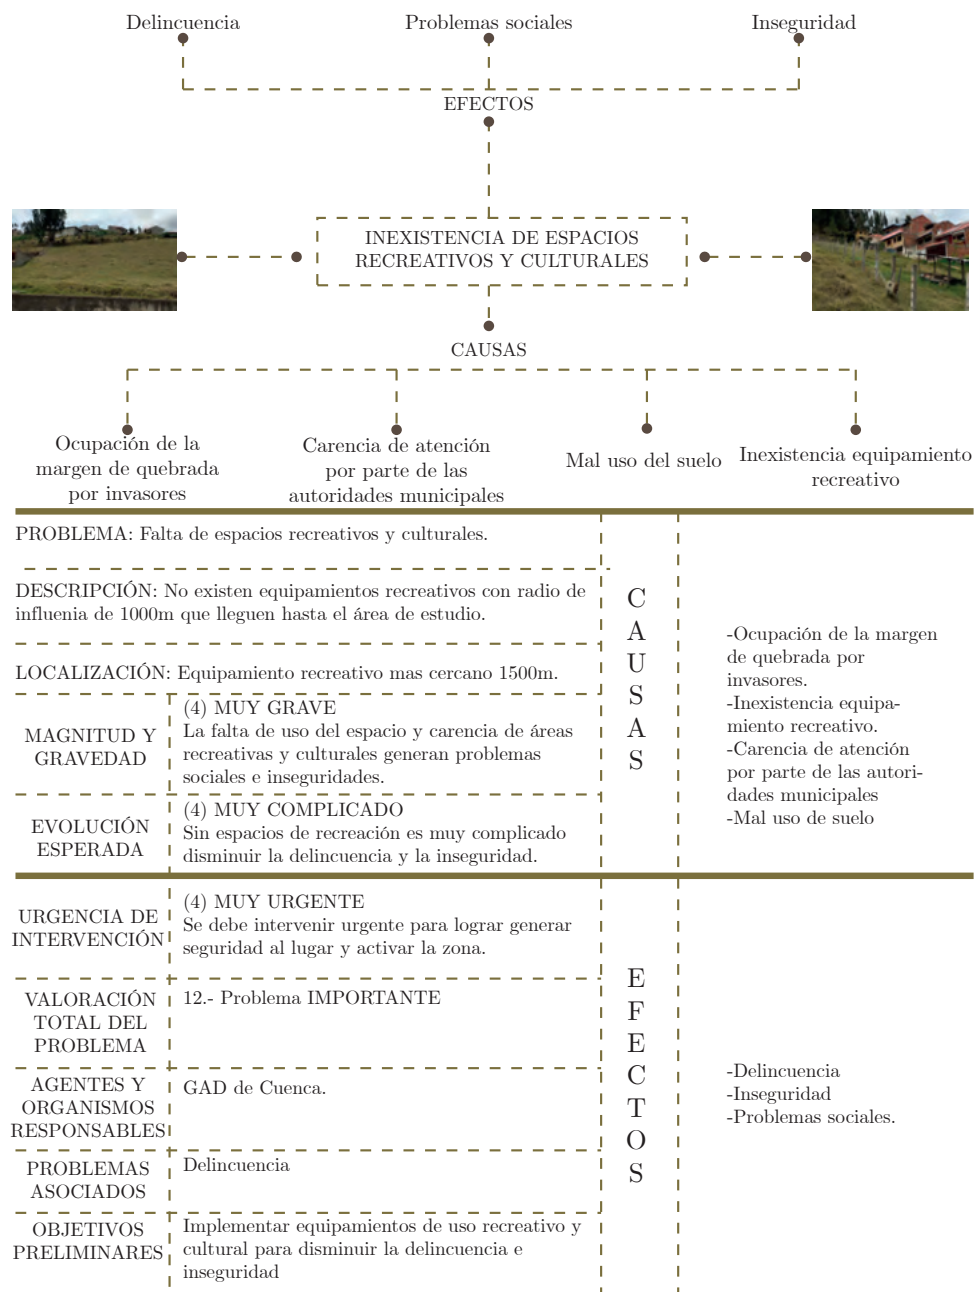 Delincuencia
Problemas sociales
Inseguridad
EFECTOS
INEXISTENCIA DE ESPACIOS
RECREATIVOS Y CULTURALES
CAUSAS
Ocupación de la
margen de quebrada
por invasores
Carencia de atención
por parte de las
autoridades municipales
Mal uso del suelo
Inexistencia equipamiento
recreativo
PROBLEMA: Falta de espacios recreativos y culturales.
DESCRIPCIÓN: No existen equipamientos recreativos con radio de
influenia de 1000m que lleguen hasta el área de estudio.
LOCALIZACIÓN: Equipamiento recreativo mas cercano 1500m.
MAGNITUD Y
GRAVEDAD
(4) MUY GRAVE
La falta de uso del espacio y carencia de áreas
recreativas y culturales generan problemas
sociales e inseguridades.
EVOLUCIÓN
ESPERADA
(4) MUY COMPLICADO
Sin espacios de recreación es muy complicado
disminuir la delincuencia y la inseguridad.
C
A
U
S
A
S
-Ocupación de la margen
de quebrada por
invasores.
-Inexistencia equipa-
miento recreativo.
-Carencia de atención
por parte de las autori-
dades municipales
-Mal uso de suelo
URGENCIA DE
INTERVENCIÓN
(4) MUY URGENTE
Se debe intervenir urgente para lograr generar
seguridad al lugar y activar la zona.
VALORACIÓN
TOTAL DEL
PROBLEMA
12.- Problema IMPORTANTE
AGENTES Y
ORGANISMOS
RESPONSABLES
GAD de Cuenca.
PROBLEMAS
ASOCIADOS
Delincuencia
OBJETIVOS
PRELIMINARES
Implementar equipamientos de uso recreativo y
cultural para disminuir la delincuencia e
inseguridad
E
F
E
C
T
O
S
-Delincuencia
-Inseguridad
-Problemas sociales.